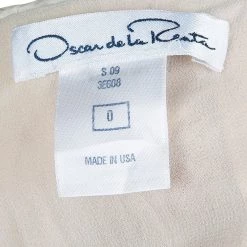 Oscar de la Renta
S 09
3E608
0
MADE IN USA